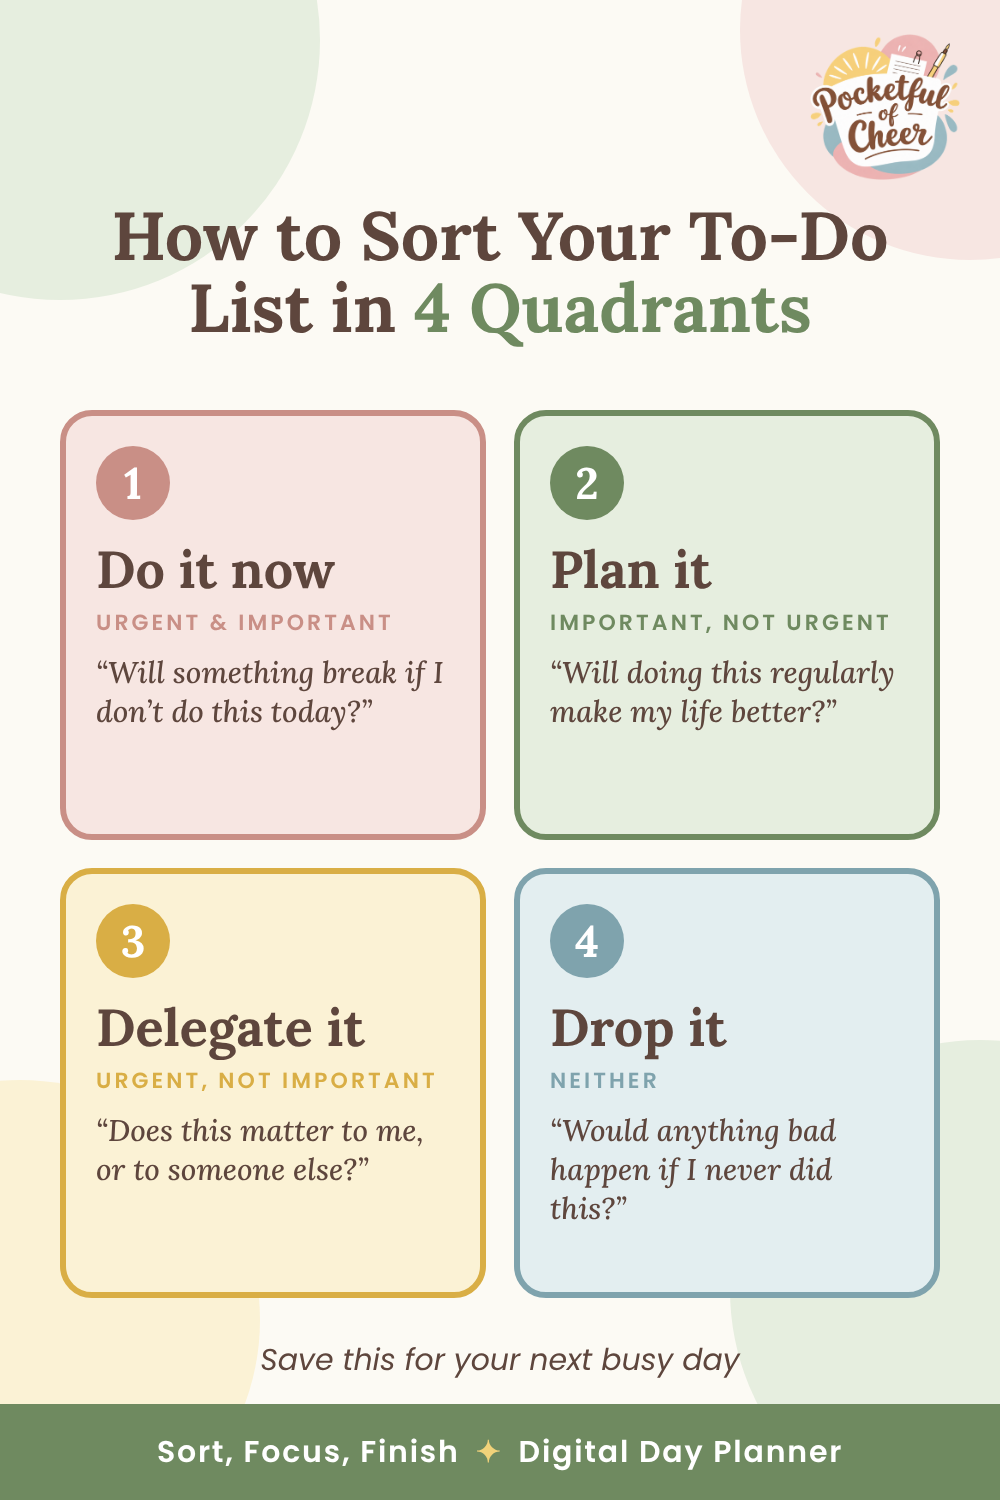 Pocketful
of
Cheer
How to Sort Your To-Do
List in 4 Quadrants
1
Do it now
URGENT & IMPORTANT
“Will something break if I
don’t do this today?”
2
Plan it
IMPORTANT, NOT URGENT
“Will doing this regularly
make my life better?”
3
Delegate it
URGENT, NOT IMPORTANT
“Does this matter to me,
or to someone else?”
4
Drop it
NEITHER
“Would anything bad
happen if I never did
this?”
Save this for your next busy day
Sort, Focus, Finish ✦ Digital Day Planner